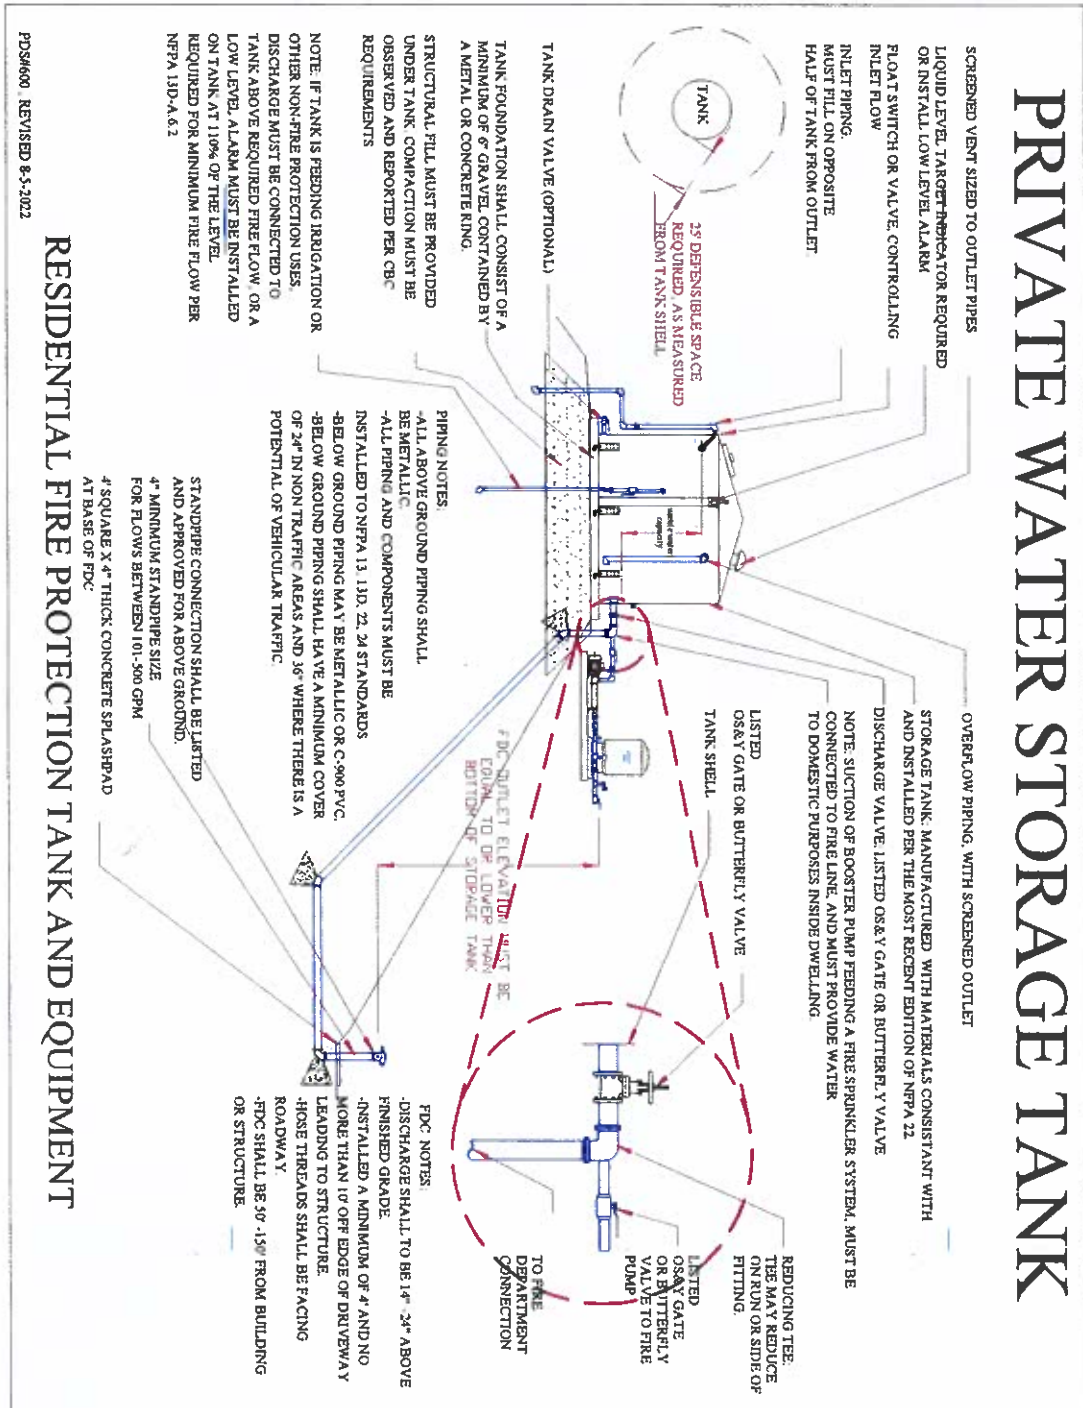 PRIVATE WATER STORAGE TANK
SCREENED VENT SIZED TO OUTLET PIPES
LIQUID LEVEL TARGET INDICATOR REQUIRED
OR INSTALL LOW LEVEL ALARM
FLOAT SWITCH OR VALVE, CONTROLLING
INLET FLOW
INLET PIPING.
MUST FILL ON OPPOSITE
HALF OF TANK FROM OUTLET
TANK
25' DEFENSIBLE SPACE
REQUIRED, AS MEASURED
FROM TANK SHELL
TANK DRAIN VALVE (OPTIONAL)
TANK FOUNDATION SHALL CONSIST OF A
MINIMUM OF 6" GRAVEL CONTAINED BY
A METAL OR CONCRETE RING.
STRUCTURAL FILL MUST BE PROVIDED
UNDER TANK. COMPACTION MUST BE
OBSERVED AND REPORTED PER CBC
REQUIREMENTS
NOTE: IF TANK IS FEEDING IRRIGATION OR
OTHER NON-FIRE PROTECTION USES,
DISCHARGE MUST BE CONNECTED TO
TANK ABOVE REQUIRED FIRE FLOW, OR A
LOW LEVEL ALARM MUST BE INSTALLED
ON TANK AT 110% OF THE LEVEL
REQUIRED FOR MINIMUM FIRE FLOW PER
NFPA 13D-A.6.2
usable water
capacity
OVERFLOW PIPING, WITH SCREENED OUTLET
STORAGE TANK: MANUFACTURED WITH MATERIALS CONSISTANT WITH
AND INSTALLED PER THE MOST RECENT EDITION OF NFPA 22
DISCHARGE VALVE: LISTED OS&Y GATE OR BUTTERFLY VALVE
NOTE: SUCTION OF BOOSTER PUMP FEEDING A FIRE SPRINKLER SYSTEM, MUST BE
CONNECTED TO FIRE LINE, AND MUST PROVIDE WATER
TO DOMESTIC PURPOSES INSIDE DWELLING.
LISTED
OS&Y GATE OR BUTTERFLY VALVE
TANK SHELL
REDUCING TEE:
TEE MAY REDUCE
ON RUN OR SIDE OF
FITTING.
LISTED
OS&Y GATE
OR BUTTERFLY
VALVE TO FIRE
PUMP
TO FIRE
DEPARTMENT
CONNECTION
PIPING NOTES:
-ALL ABOVE GROUND PIPING SHALL
BE METALLIC.
-ALL PIPING AND COMPONENTS MUST BE
INSTALLED TO NFPA 13, 13D, 22, 24 STANDARDS
-BELOW GROUND PIPING MAY BE METALLIC OR C-900 PVC.
-BELOW GROUND PIPING SHALL HAVE A MINIMUM COVER
OF 24" IN NON TRAFFIC AREAS AND 36" WHERE THERE IS A
POTENTIAL OF VEHICULAR TRAFFIC.
FDC OUTLET ELEVATION MUST BE
EQUAL TO OR LOWER THAN
BOTTOM OF STORAGE TANK
STANDPIPE CONNECTION SHALL BE LISTED
AND APPROVED FOR ABOVE GROUND.
4" MINIMUM STANDPIPE SIZE
FOR FLOWS BETWEEN 101-500 GPM
4' SQUARE X 4" THICK CONCRETE SPLASHPAD
AT BASE OF FDC
FDC NOTES:
-DISCHARGE SHALL TO BE 14" -24" ABOVE
FINISHED GRADE
-INSTALLED A MINIMUM OF 4' AND NO
MORE THAN 10' OFF EDGE OF DRIVEWAY
LEADING TO STRUCTURE.
-HOSE THREADS SHALL BE FACING
ROADWAY.
-FDC SHALL BE 50' -150' FROM BUILDING
OR STRUCTURE.
RESIDENTIAL FIRE PROTECTION TANK AND EQUIPMENT
PDS#600 . REVISED 8-5-2022